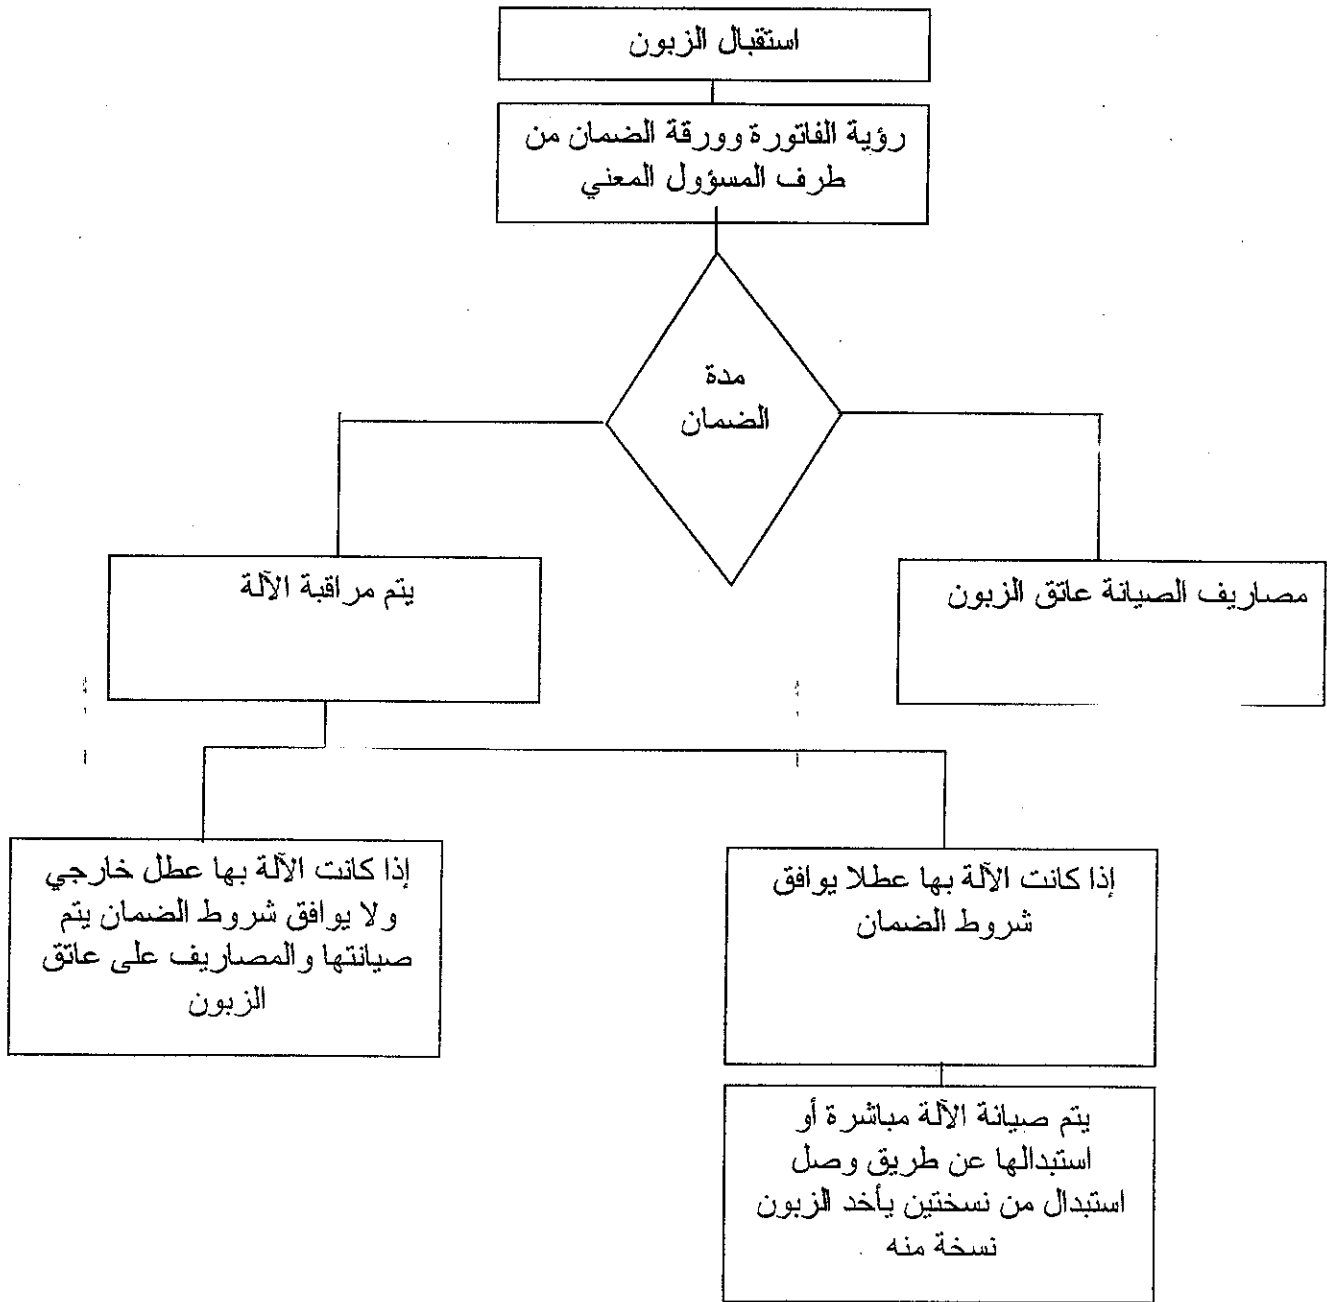 استقبال الزبون
رؤية الفاتورة وورقة الضمان من
طرف المسؤول المعني
مدة
الضمان
مصاريف الصيانة عاتق الزبون
يتم مراقبة الآلة
إذا كانت الآلة بها عطلا يوافق
شروط الضمان
إذا كانت الآلة بها عطل خارجي
ولا يوافق شروط الضمان يتم
صيانتها والمصاريف على عاتق
الزبون
يتم صيانة الآلة مباشرة أو
استبدالها عن طريق وصل
استبدال من نسختين يأخد الزبون
نسخة منه